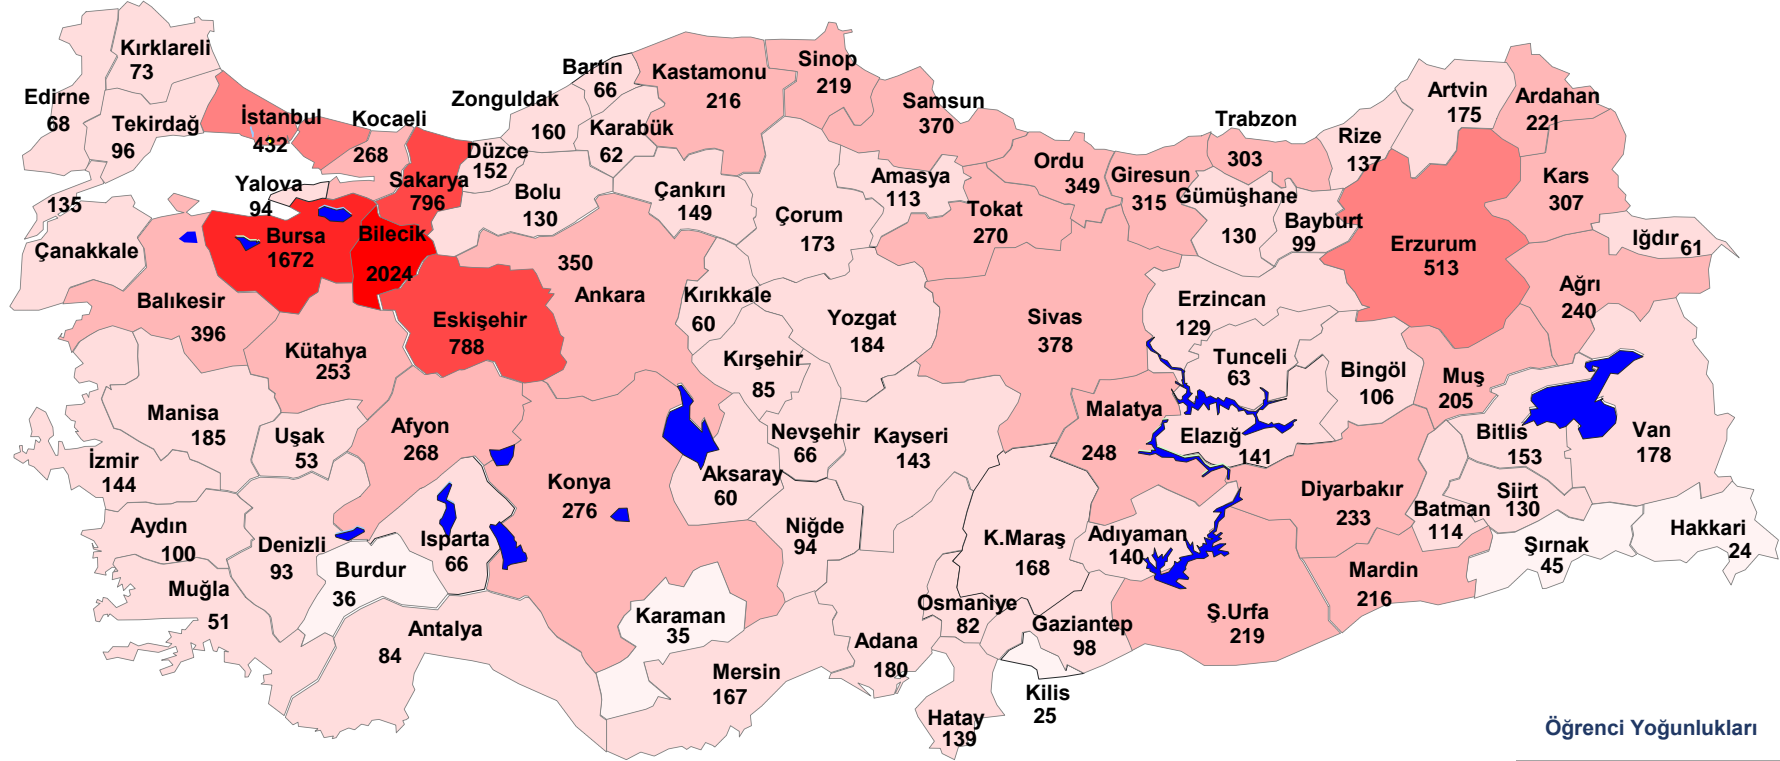 Kırklareli
73
Edirne
68
Tekirdağ
96
İstanbul
432
Kocaeli
268
Yalova
94
135
Çanakkale
Bursa
1672
Bilecik
2024
Sakarya
796
Düzce
152
Zonguldak
160
Bartın
66
Karabük
62
Bolu
130
Kastamonu
216
Sinop
219
Samsun
370
Çankırı
149
Çorum
173
Amasya
113
Tokat
270
Ordu
349
Giresun
315
Trabzon
303
Gümüşhane
130
Bayburt
99
Rize
137
Artvin
175
Ardahan
221
Kars
307
Iğdır
61
Erzurum
513
Ağrı
240
Balıkesir
396
Kütahya
253
Eskişehir
788
350
Ankara
Kırıkkale
60
Kırşehir
85
Yozgat
184
Sivas
378
Erzincan
129
Tunceli
63
Bingöl
106
Muş
205
Bitlis
153
Van
178
Manisa
185
Uşak
53
Afyon
268
İzmir
144
Konya
276
Aksaray
60
Nevşehir
66
Kayseri
143
Malatya
248
Elazığ
141
Diyarbakır
233
Batman
114
Siirt
130
Şırnak
45
Hakkari
24
Aydın
100
Denizli
93
Muğla
51
Burdur
36
Isparta
66
Antalya
84
Karaman
35
Niğde
94
Mersin
167
Adana
180
Osmaniye
82
K.Maraş
168
Adıyaman
140
Gaziantep
98
Kilis
25
Hatay
139
Ş.Urfa
219
Mardin
216
Öğrenci Yoğunlukları